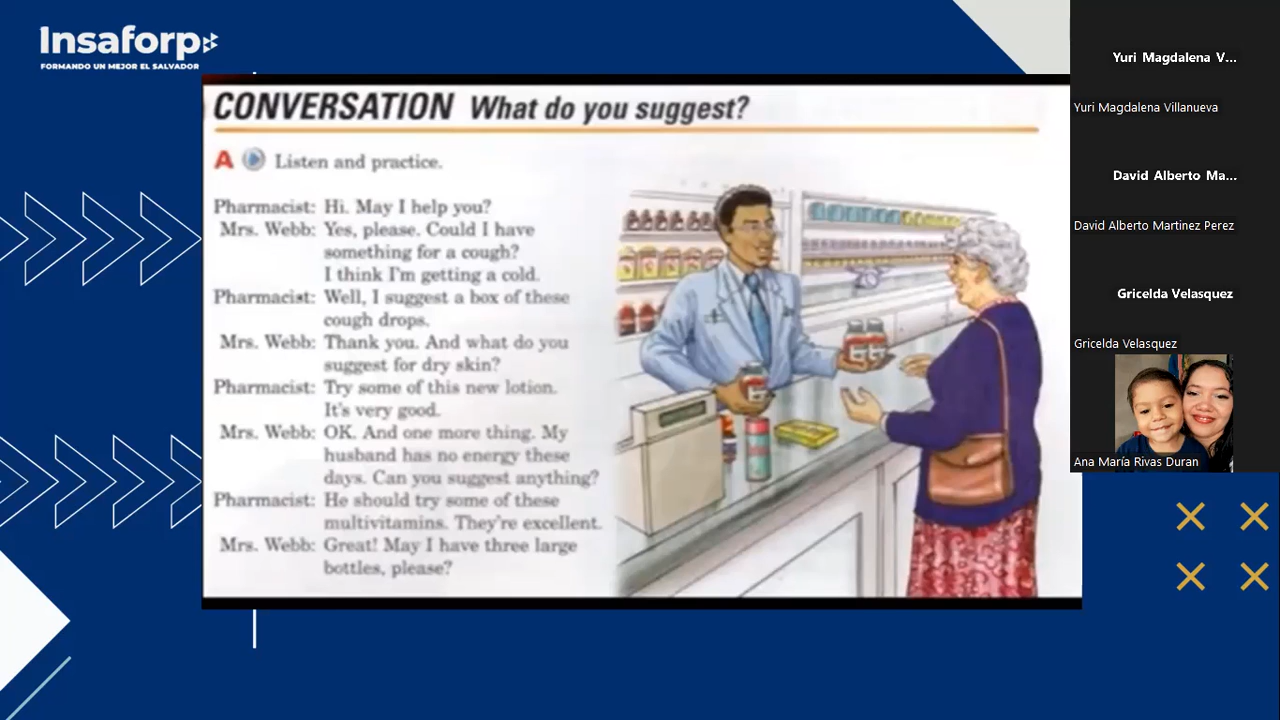 Insaforp
FORMANDO UN MEJOR EL SALVADOR
CONVERSATION What do you suggest?
A Listen and practice.
Pharmacist: Hi. May I help you?
Mrs. Webb: Yes, please. Could I have
something for a cough?
I think I'm getting a cold.
Pharmacist: Well, I suggest a box of these
cough drops.
Mrs. Webb: Thank you. And what do you
suggest for dry skin?
Pharmacist: Try some of this new lotion.
It's very good.
Mrs. Webb: OK. And one more thing. My
husband has no energy these
days. Can you suggest anything?
Pharmacist: He should try some of these
multivitamins. They're excellent.
Mrs. Webb: Great! May I have three large
bottles, please?
Yuri Magdalena V...
Yuri Magdalena Villanueva
David Alberto Ma...
David Alberto Martinez Perez
Gricelda Velasquez
Gricelda Velasquez
Ana María Rivas Duran